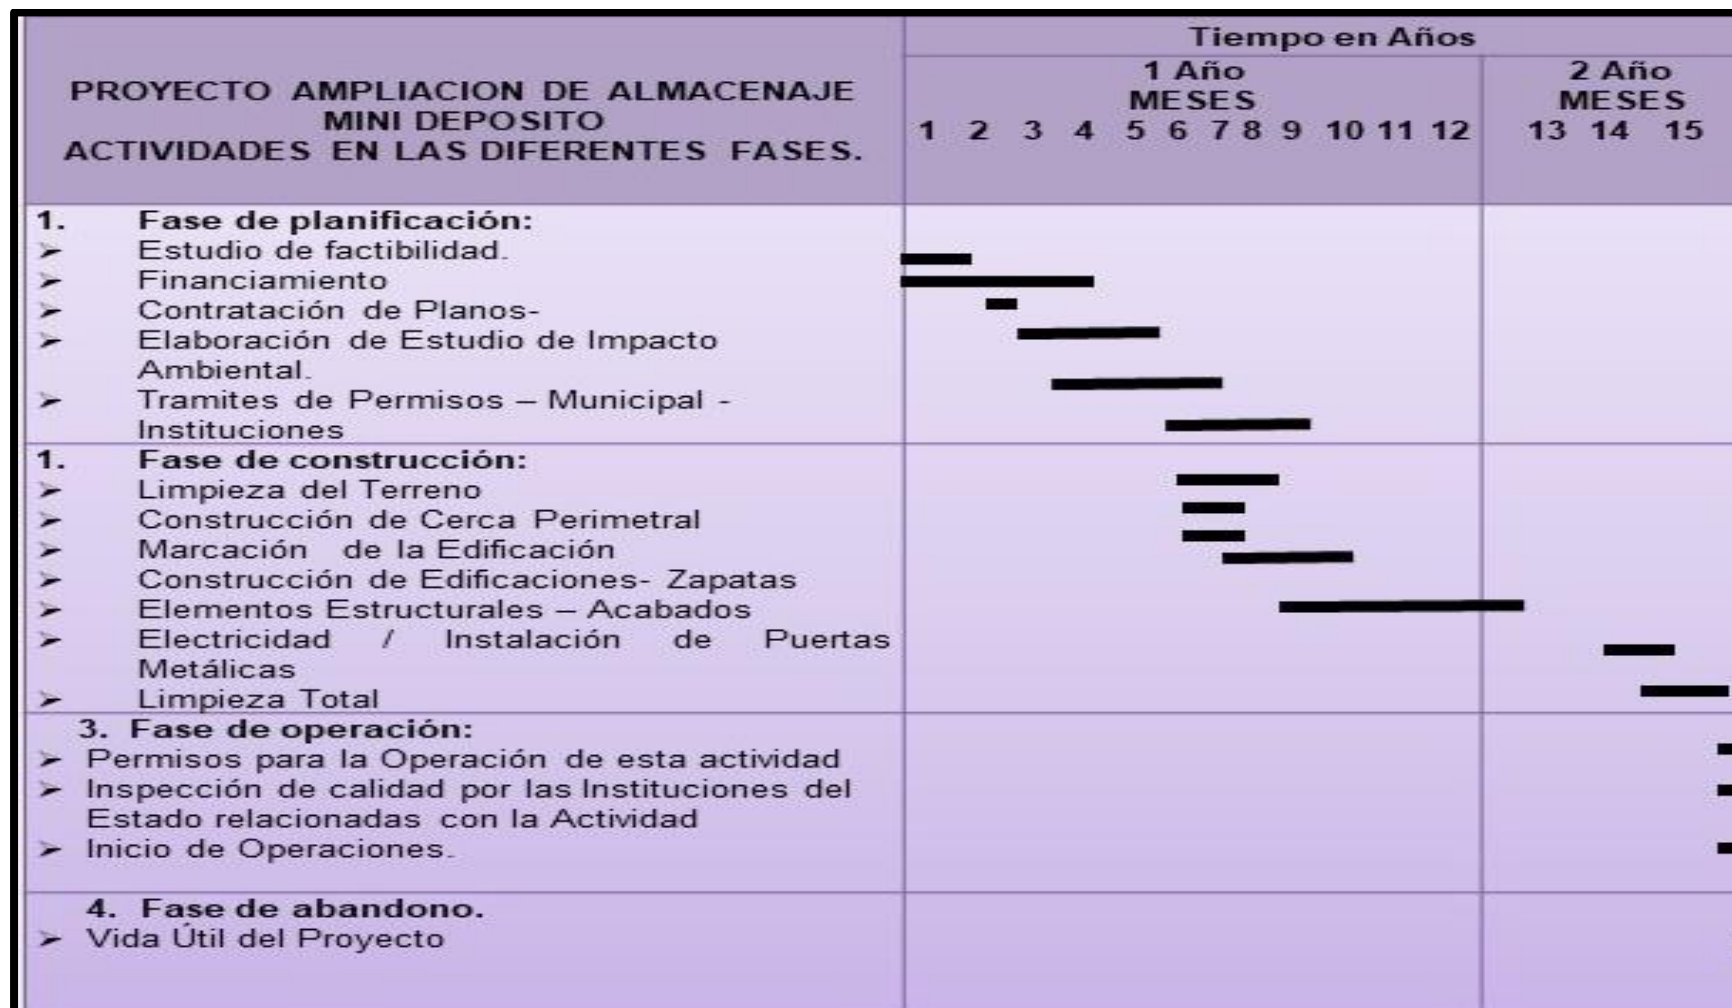 Tiempo en Años
PROYECTO AMPLIACION DE ALMACENAJE
MINI DEPOSITO
ACTIVIDADES EN LAS DIFERENTES FASES.
1 Año
MESES
1 2 3 4 5 6 7 8 9 10 11 12
2 Año
MESES
13 14 15
1. Fase de planificación:
➢ Estudio de factibilidad.
➢ Financiamiento
➢ Contratación de Planos-
➢ Elaboración de Estudio de Impacto
Ambiental.
➢ Tramites de Permisos – Municipal -
Instituciones
1. Fase de construcción:
➢ Limpieza del Terreno
➢ Construcción de Cerca Perimetral
➢ Marcación de la Edificación
➢ Construcción de Edificaciones- Zapatas
➢ Elementos Estructurales – Acabados
➢ Electricidad / Instalación de Puertas
Metálicas
➢ Limpieza Total
3. Fase de operación:
➢ Permisos para la Operación de esta actividad
➢ Inspección de calidad por las Instituciones del
Estado relacionadas con la Actividad
➢ Inicio de Operaciones.
4. Fase de abandono.
➢ Vida Útil del Proyecto